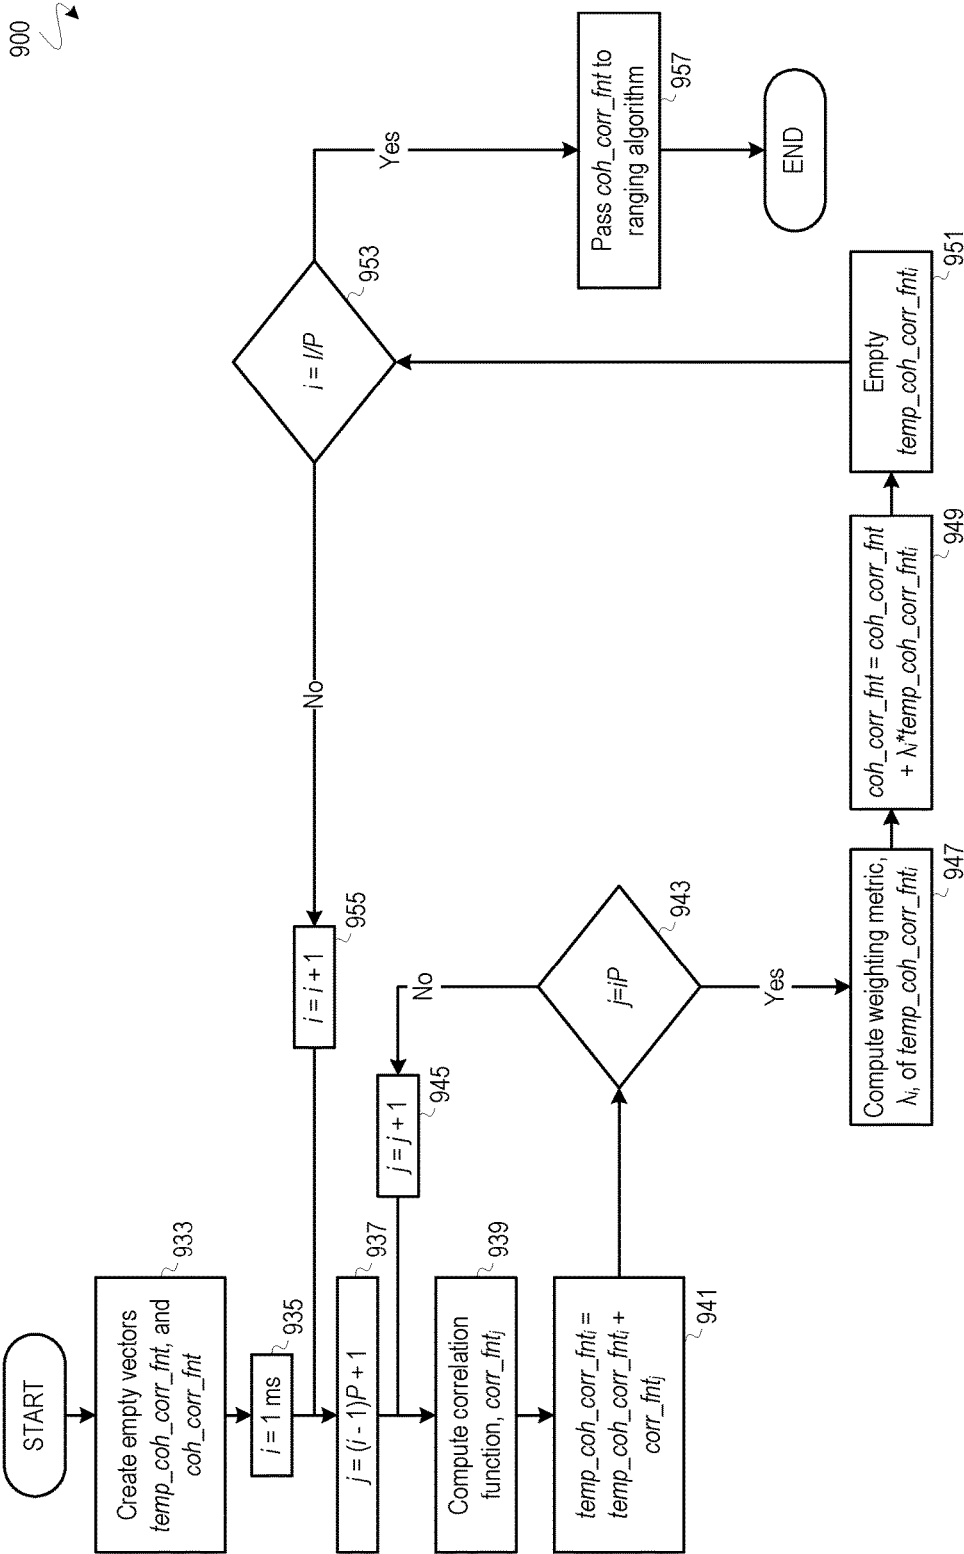 900
START
Create empty vectors
temp_coh_corr_fnt, and
coh_corr_fnt
933
i = 1 ms
935
j = (i - 1)P + 1
937
Compute correlation
function, corr_fntⱼ
939
temp_coh_corr_fntᵢ =
temp_coh_corr_fntᵢ +
corr_fntⱼ
941
j=iP
943
No
j = j + 1
945
Yes
Compute weighting metric,
λᵢ, of temp_coh_corr_fntᵢ
947
coh_corr_fnt = coh_corr_fnt
+ λᵢ*temp_coh_corr_fntᵢ
949
Empty
temp_coh_corr_fntᵢ
951
i = I/P
953
No
i = i + 1
955
Yes
Pass coh_corr_fnt to
ranging algorithm
957
END